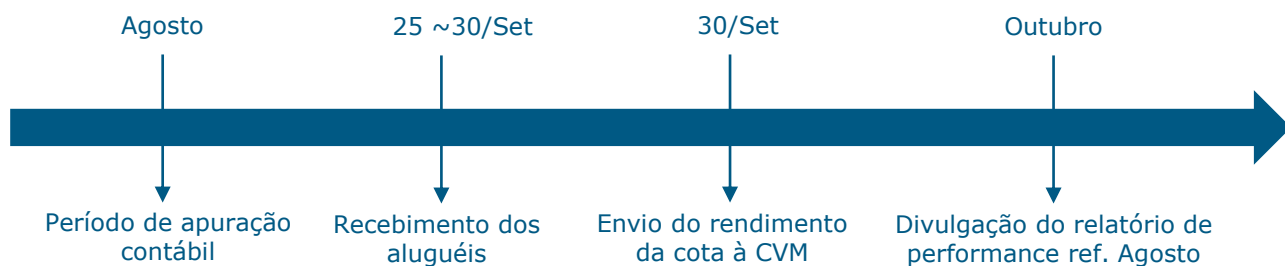 Agosto
25 ~30/Set
30/Set
Outubro
Período de apuração
contábil
Recebimento dos
aluguéis
Envio do rendimento
da cota à CVM
Divulgação do relatório de
performance ref. Agosto